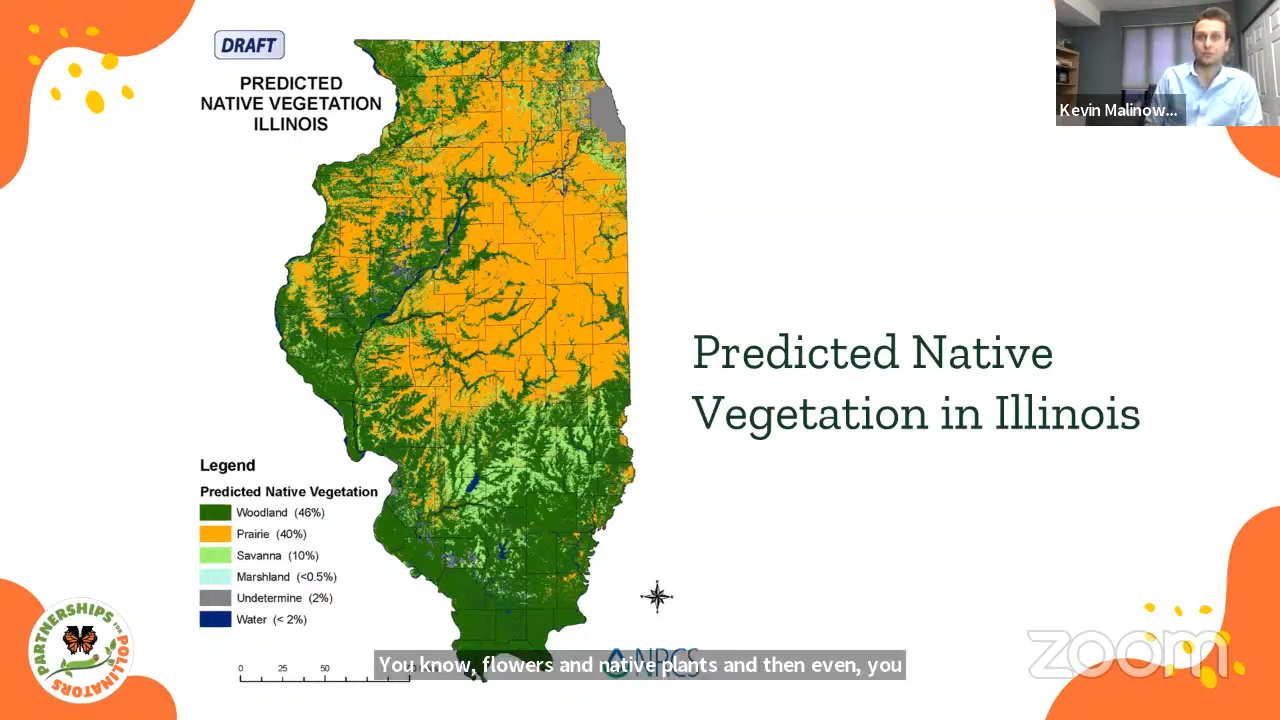 DRAFT
PREDICTED
NATIVE VEGETATION
ILLINOIS
Kevin Malinow...
Predicted Native
Vegetation in Illinois
Legend
Predicted Native Vegetation
Woodland (46%)
Prairie (40%)
Savanna (10%)
Marshland (<0.5%)
Undetermine (2%)
Water (< 2%)
0 25 50
NRCS
You know, flowers and native plants and then even, you
PARTNERSHIPS FOR POLLINATORS
zoom